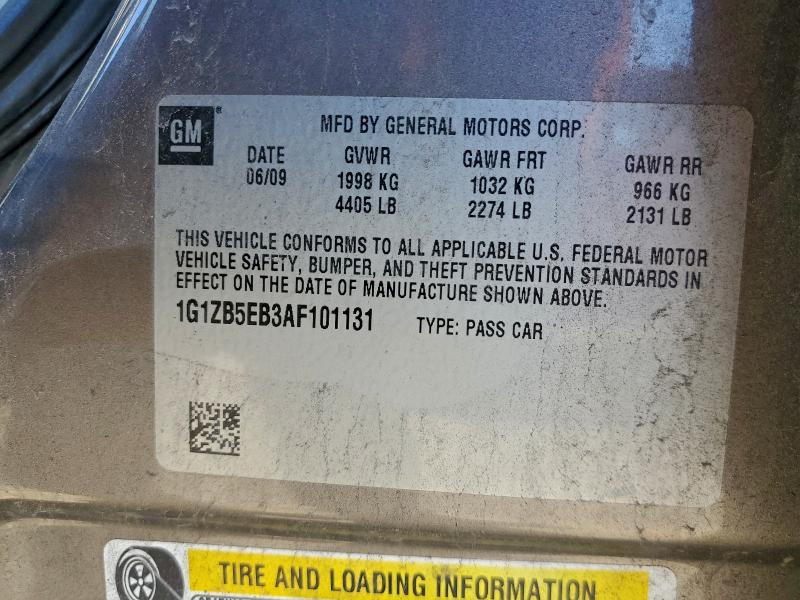 GM
MFD BY GENERAL MOTORS CORP.
DATE GVWR GAWR FRT GAWR RR
06/09 1998 KG 1032 KG 966 KG
4405 LB 2274 LB 2131 LB
THIS VEHICLE CONFORMS TO ALL APPLICABLE U.S. FEDERAL MOTOR
VEHICLE SAFETY, BUMPER, AND THEFT PREVENTION STANDARDS IN
EFFECT ON THE DATE OF MANUFACTURE SHOWN ABOVE.
1G1ZB5EB3AF101131 TYPE: PASS CAR
TIRE AND LOADING INFORMATION